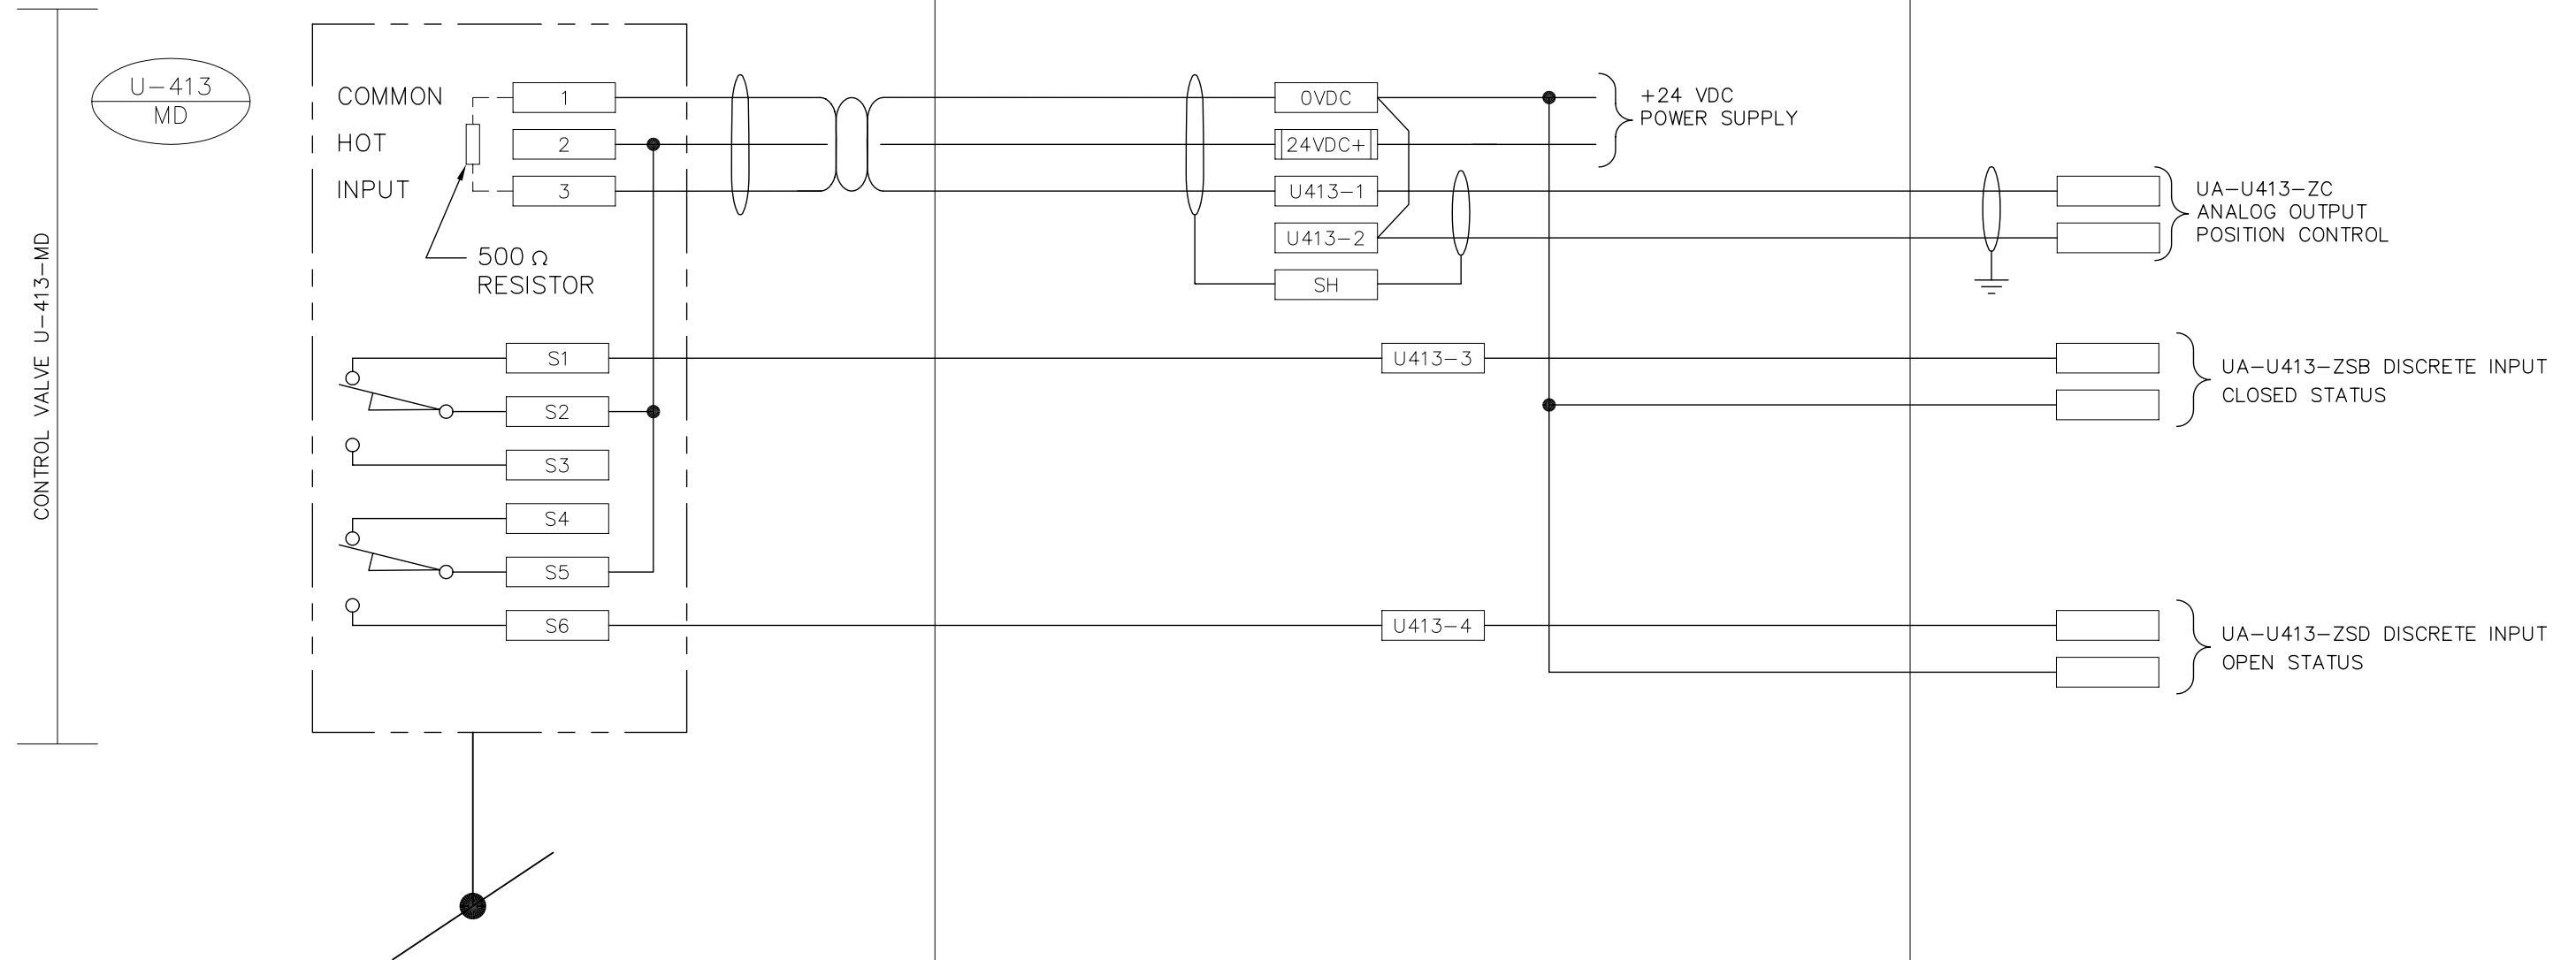 CONTROL VALVE U-413-MD
U-413
MD
COMMON
HOT
INPUT
1
2
3
500 Ω
RESISTOR
S1
S2
S3
S4
S5
S6
0VDC
24VDC+
U413-1
U413-2
SH
U413-3
U413-4
+24 VDC
POWER SUPPLY
UA-U413-ZC
ANALOG OUTPUT
POSITION CONTROL
UA-U413-ZSB DISCRETE INPUT
CLOSED STATUS
UA-U413-ZSD DISCRETE INPUT
OPEN STATUS